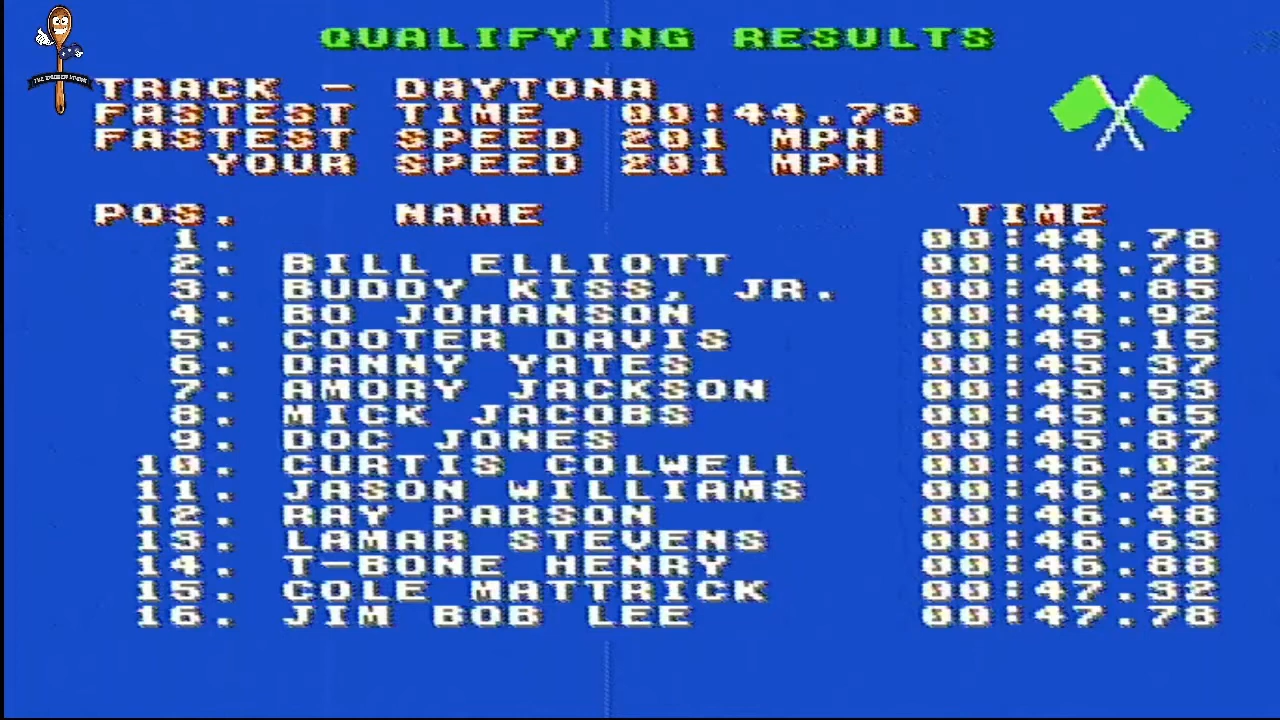 QUALIFYING RESULTS
TRACK - DAYTONA
FASTEST TIME 00:44.78
FASTEST SPEED 201 MPH
YOUR SPEED 201 MPH
POS. NAME TIME
1. 00:44.78
2. BILL ELLIOTT 00:44.78
3. BUDDY KISS, JR. 00:44.85
4. BO JOHANSON 00:44.92
5. COOTER DAVIS 00:45.15
6. DANNY YATES 00:45.37
7. AMORY JACKSON 00:45.53
8. MICK JACOBS 00:45.65
9. DOC JONES 00:45.87
10. CURTIS COLWELL 00:46.02
11. JASON WILLIAMS 00:46.25
12. RAY PARSON 00:46.48
13. LAMAR STEVENS 00:46.63
14. T-BONE HENRY 00:46.88
15. COLE MATTRICK 00:47.32
16. JIM BOB LEE 00:47.78